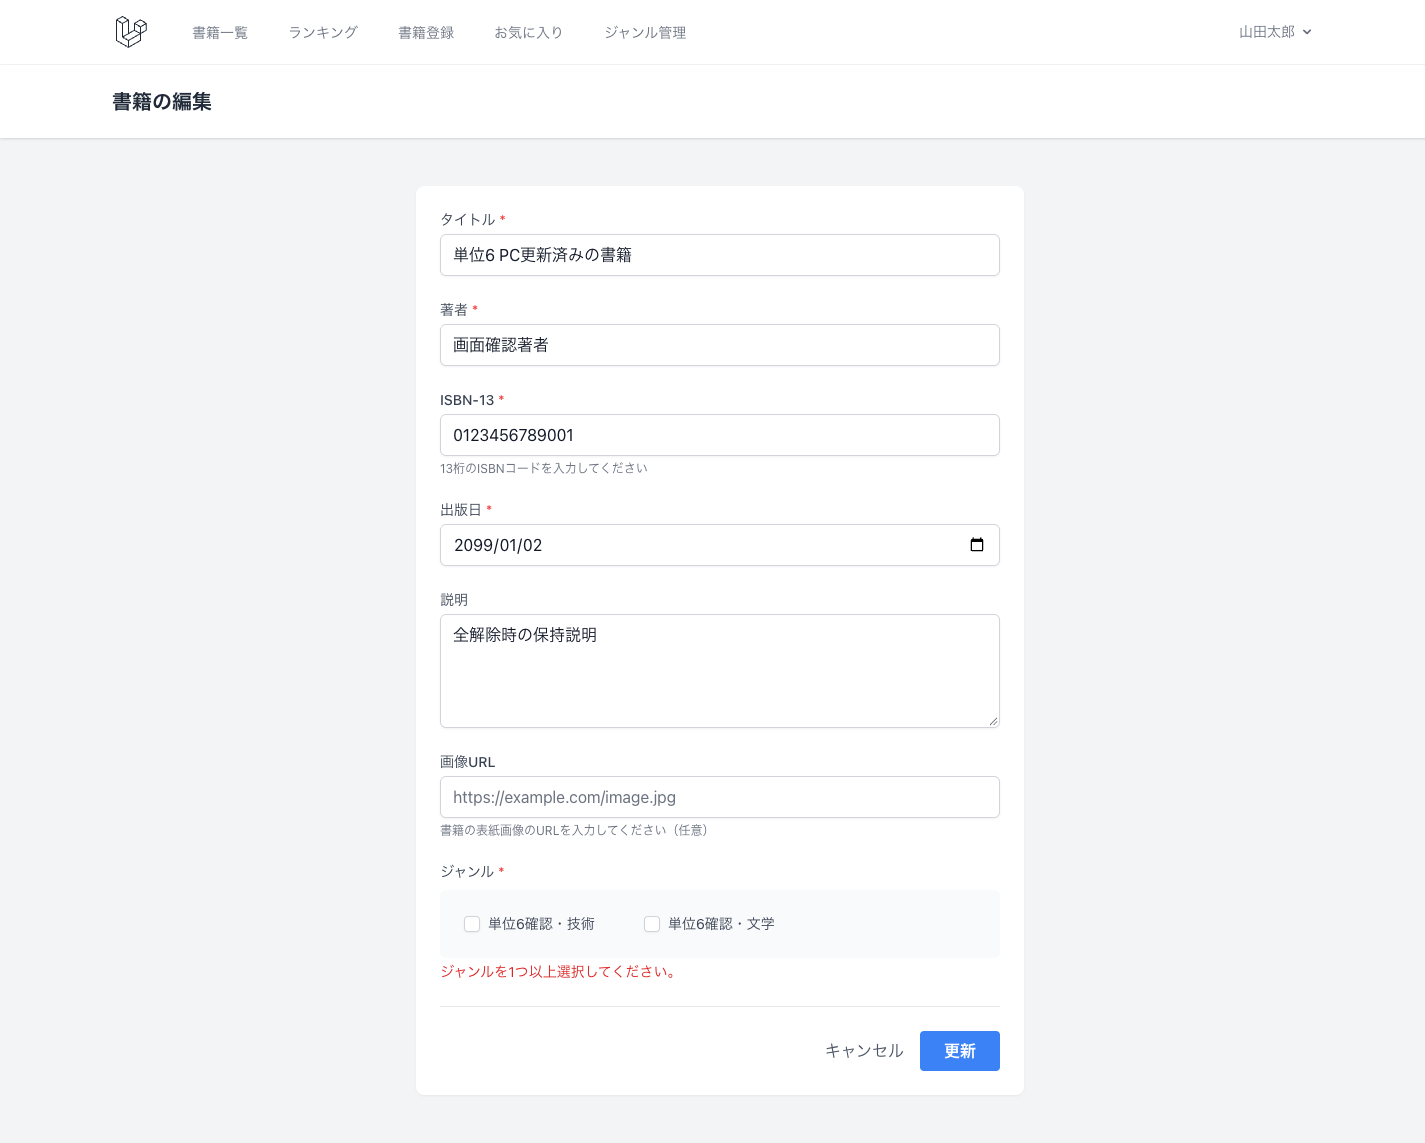 書籍一覧 ランキング 書籍登録 お気に入り ジャンル管理 山田太郎
書籍の編集
タイトル *
単位6 PC更新済みの書籍
著者 *
画面確認著者
ISBN-13 *
0123456789001
13桁のISBNコードを入力してください
出版日 *
2099/01/02
説明
全解除時の保持説明
画像URL
https://example.com/image.jpg
書籍の表紙画像のURLを入力してください（任意）
ジャンル *
単位6確認・技術 単位6確認・文学
ジャンルを1つ以上選択してください。
キャンセル 更新